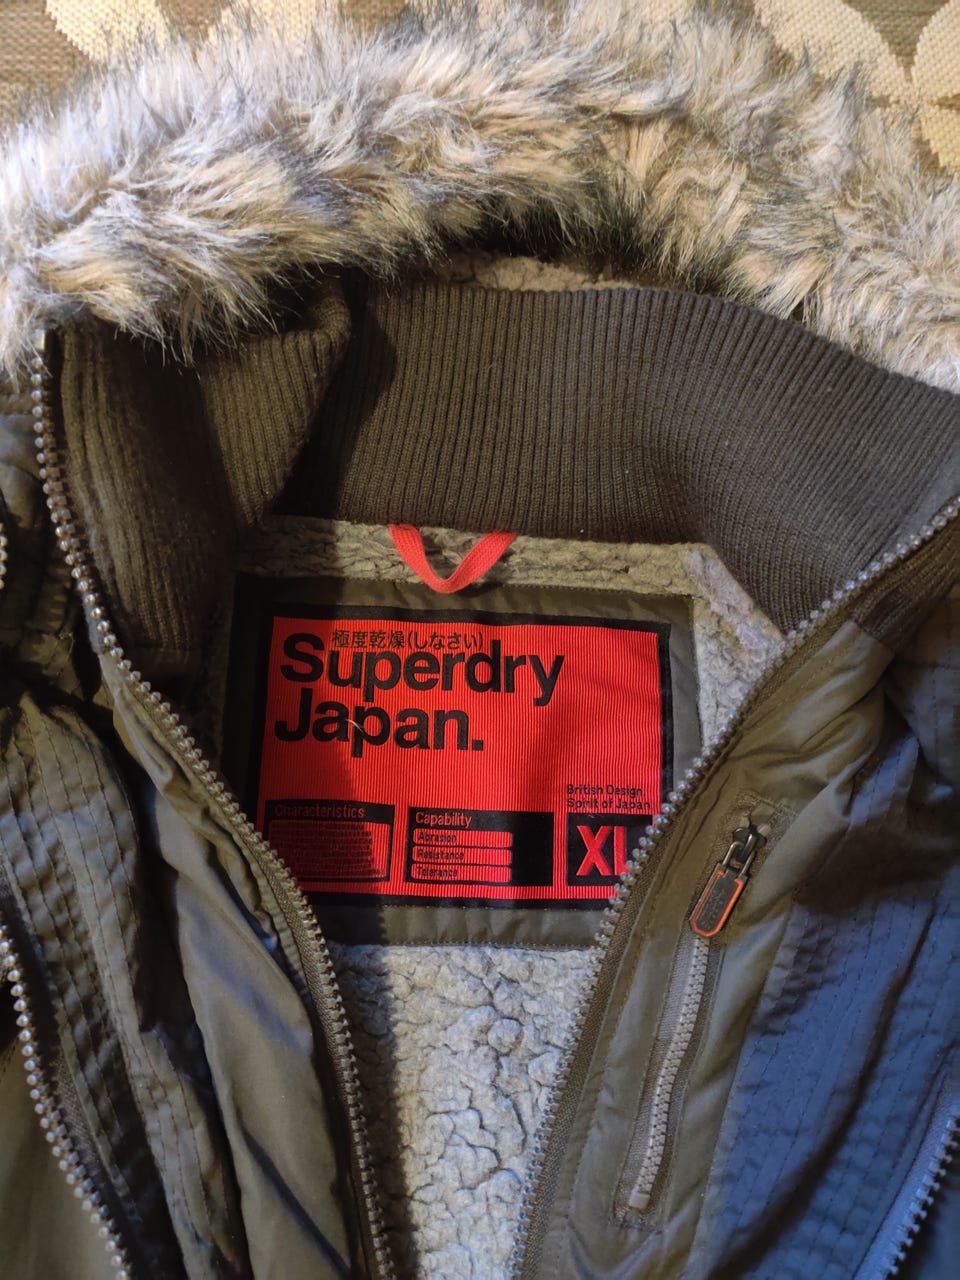 極度乾燥(しなさい)
Superdry
Japan.
British Design
Spirit of Japan
Characteristics
Capability
Abrasion
Resistance
Tolerance
XL